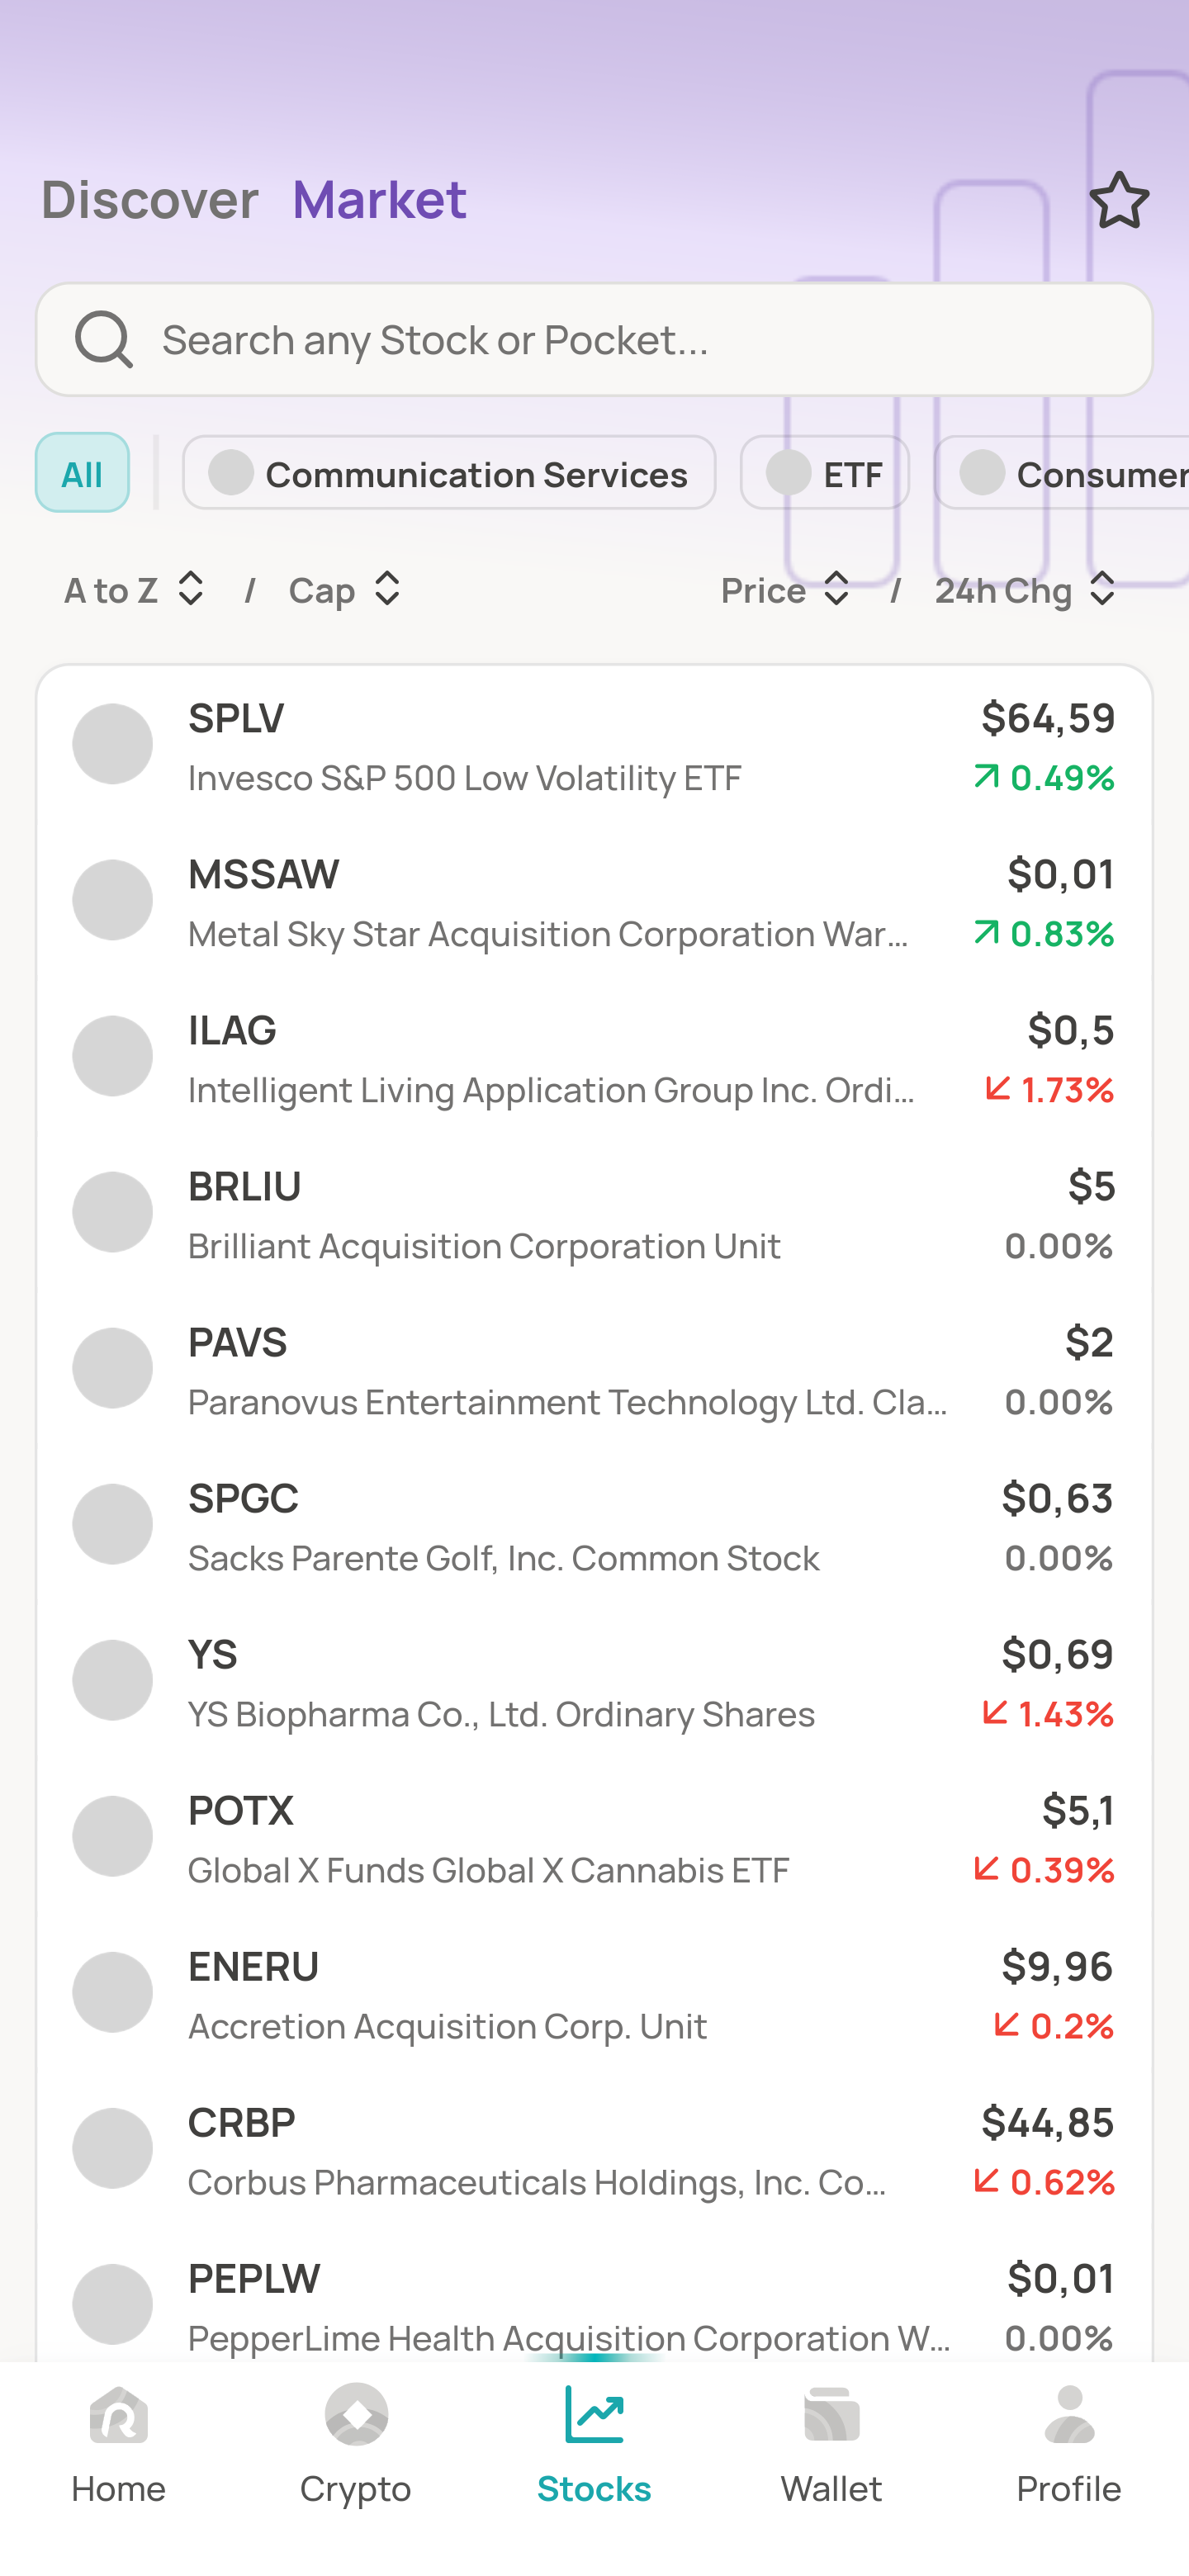 Discover Market
Search any Stock or Pocket...
All Communication Services ETF Consumer
A to Z / Cap Price / 24h Chg
SPLV $64,59
Invesco S&P 500 Low Volatility ETF 0.49%
MSSAW $0,01
Metal Sky Star Acquisition Corporation War... 0.83%
ILAG $0,5
Intelligent Living Application Group Inc. Ordi... 1.73%
BRLIU $5
Brilliant Acquisition Corporation Unit 0.00%
PAVS $2
Paranovus Entertainment Technology Ltd. Cla... 0.00%
SPGC $0,63
Sacks Parente Golf, Inc. Common Stock 0.00%
YS $0,69
YS Biopharma Co., Ltd. Ordinary Shares 1.43%
POTX $5,1
Global X Funds Global X Cannabis ETF 0.39%
ENERU $9,96
Accretion Acquisition Corp. Unit 0.2%
CRBP $44,85
Corbus Pharmaceuticals Holdings, Inc. Co... 0.62%
PEPLW $0,01
PepperLime Health Acquisition Corporation W... 0.00%
Home Crypto Stocks Wallet Profile